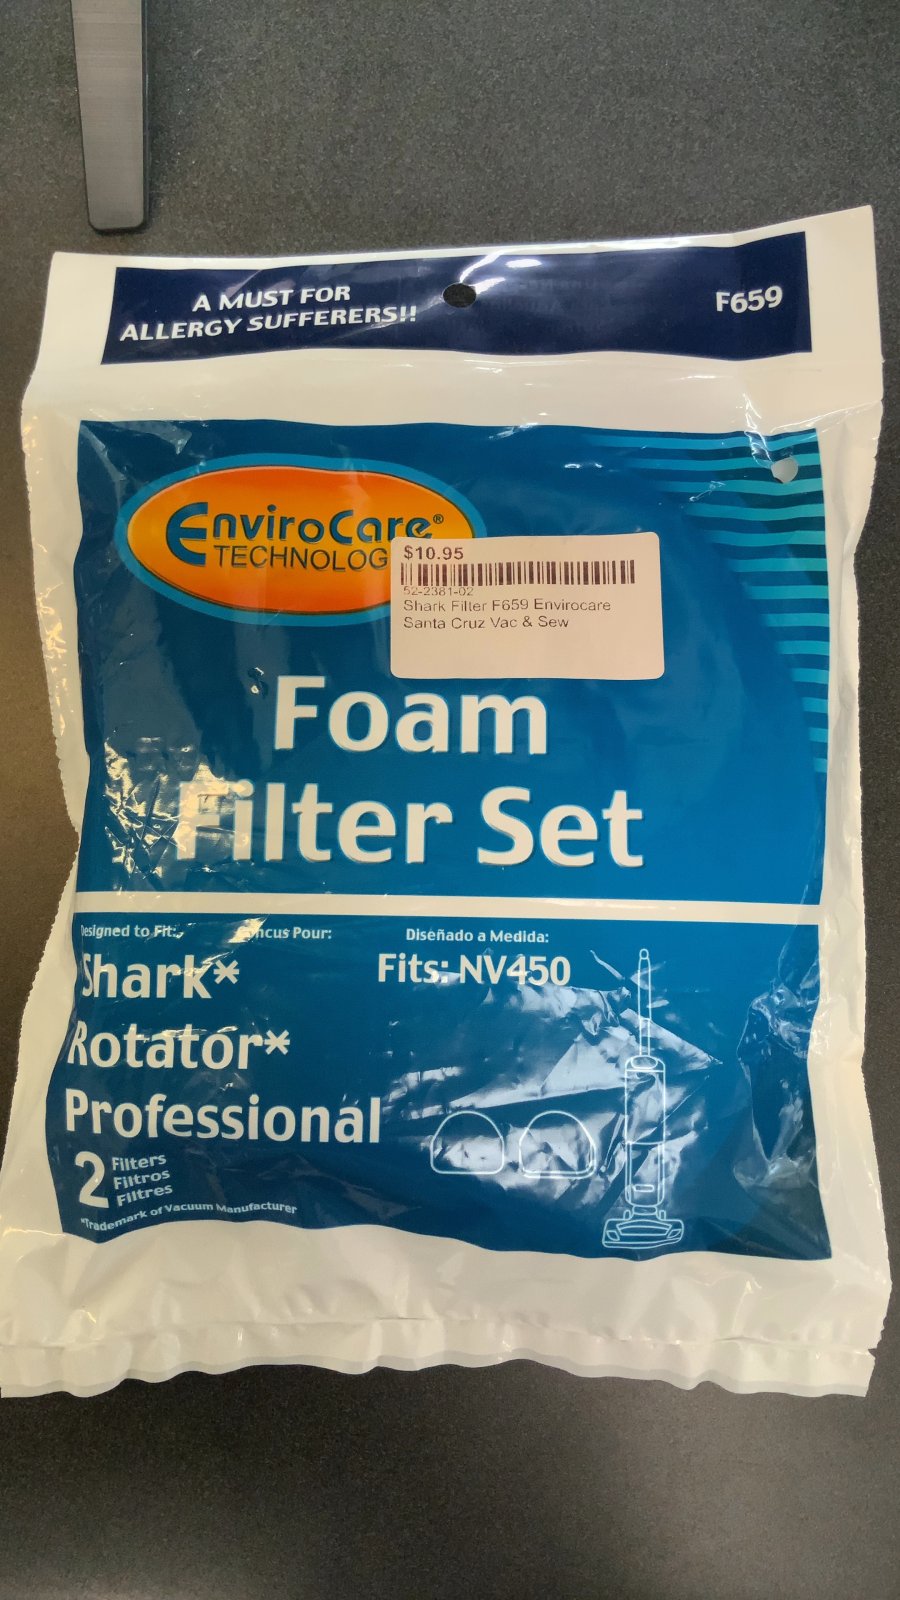 A MUST FOR
ALLERGY SUFFERERS!!
F659
EnviroCare®
$10.95
52-2381-02
Shark Filter F659 Envirocare
Santa Cruz Vac & Sew
Foam
Filter Set
Designed to Fit:
Pour:
Diseñado a Medida:
Shark*
Rotator*
Professional
Fits: NV450
2 Filters
Filtros
Filtres
*Trademark of Vacuum Manufacturer